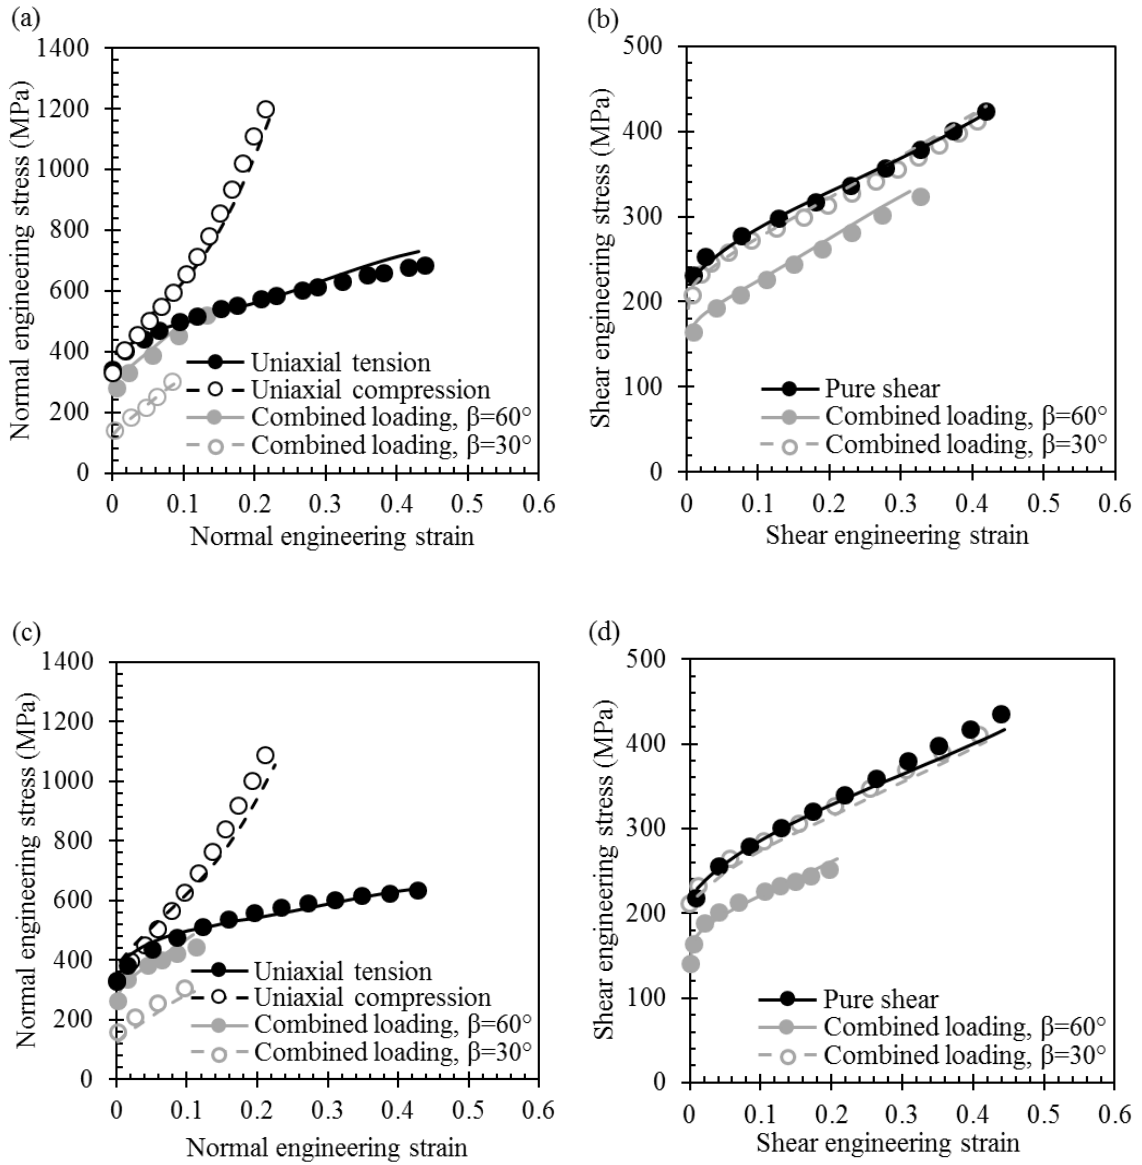 (a)
1400
1200
1000
800
600
400
200
0
Normal engineering stress (MPa)
Uniaxial tension
Uniaxial compression
Combined loading, β=60°
Combined loading, β=30°
0 0.1 0.2 0.3 0.4 0.5 0.6
Normal engineering strain
(b)
500
400
300
200
100
0
Shear engineering stress (MPa)
Pure shear
Combined loading, β=60°
Combined loading, β=30°
0 0.1 0.2 0.3 0.4 0.5 0.6
Shear engineering strain
(c)
1400
1200
1000
800
600
400
200
0
Normal engineering stress (MPa)
Uniaxial tension
Uniaxial compression
Combined loading, β=60°
Combined loading, β=30°
0 0.1 0.2 0.3 0.4 0.5 0.6
Normal engineering strain
(d)
500
400
300
200
100
0
Shear engineering stress (MPa)
Pure shear
Combined loading, β=60°
Combined loading, β=30°
0 0.1 0.2 0.3 0.4 0.5 0.6
Shear engineering strain